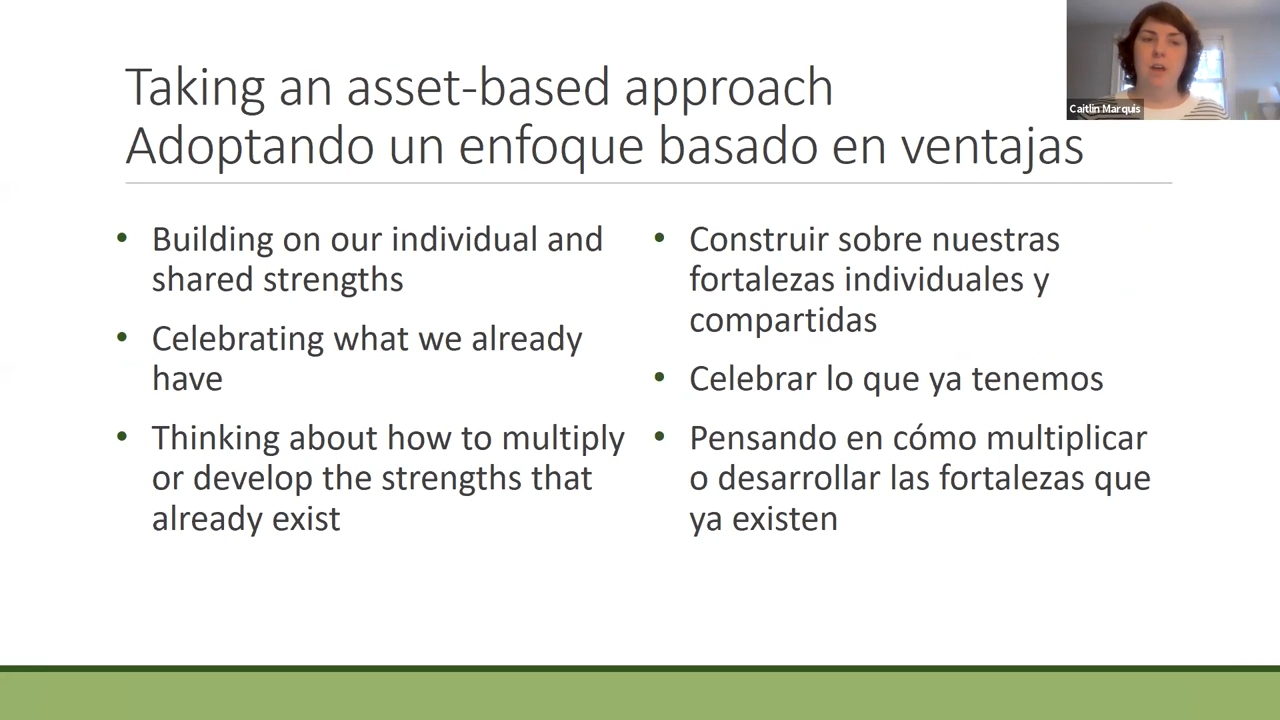 Taking an asset-based approach
Adoptando un enfoque basado en ventajas
Caitlin Marquis
• Building on our individual and
shared strengths
• Celebrating what we already
have
• Thinking about how to multiply
or develop the strengths that
already exist
• Construir sobre nuestras
fortalezas individuales y
compartidas
• Celebrar lo que ya tenemos
• Pensando en cómo multiplicar
o desarrollar las fortalezas que
ya existen